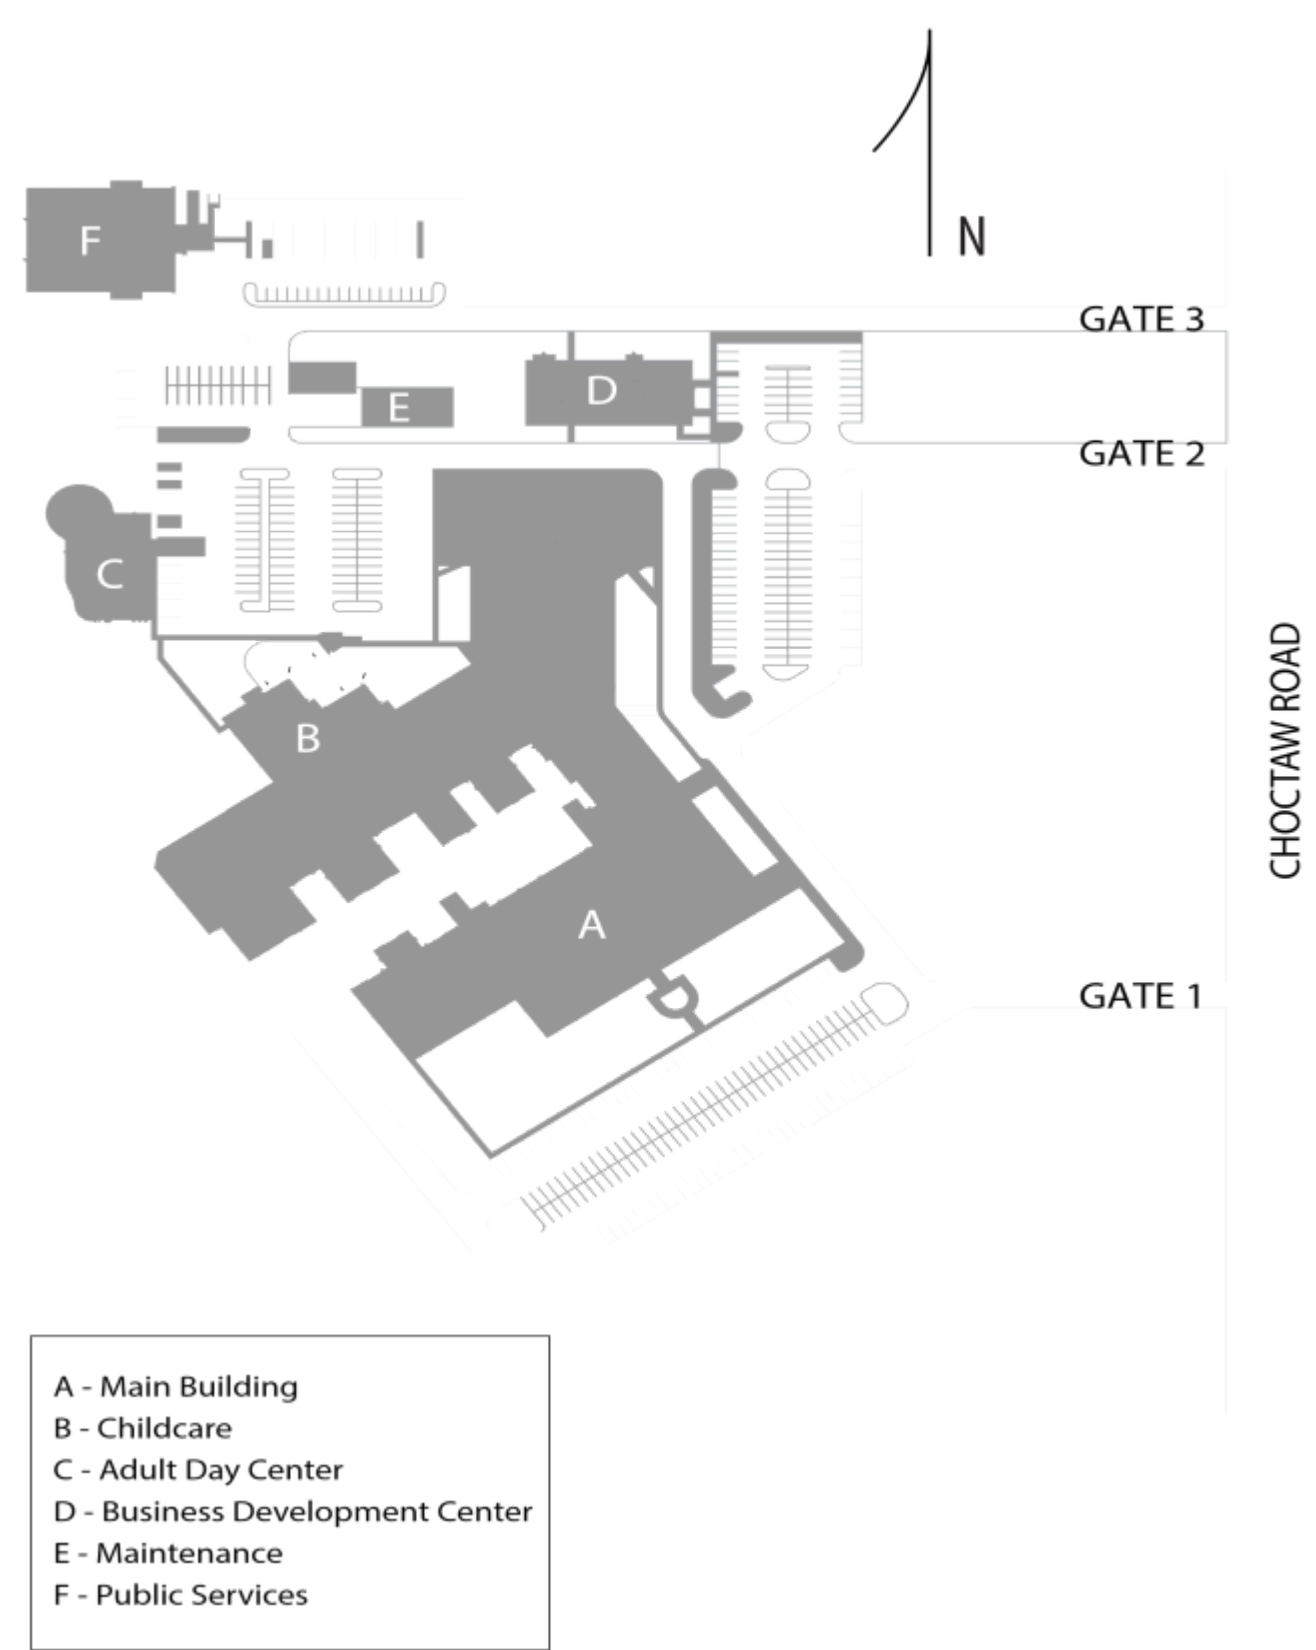 N
F
GATE 3
D
E
GATE 2
C
CHOCTAW ROAD
B
A
GATE 1
A - Main Building
B - Childcare
C - Adult Day Center
D - Business Development Center
E - Maintenance
F - Public Services